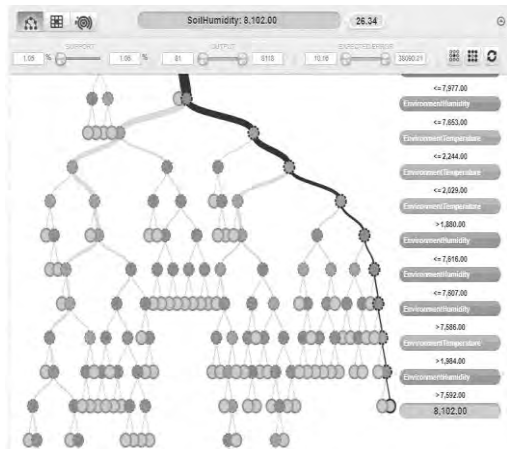 SoilHumidity: 8,102.00
26.34
SUPPORT
OUTPUT
EXPECTED ERROR
1.05 %
1.05 %
81
8118
10.16
38090.21
<= 7,977.00
EnvironmentHumidity
<= 7,653.00
EnvironmentTemperature
<= 2,244.00
EnvironmentTemperature
<= 2,029.00
EnvironmentTemperature
> 1,880.00
EnvironmentHumidity
<= 7,616.00
EnvironmentHumidity
<= 7,607.00
EnvironmentHumidity
> 7,586.00
EnvironmentTemperature
> 1,984.00
EnvironmentHumidity
> 7,592.00
8,102.00